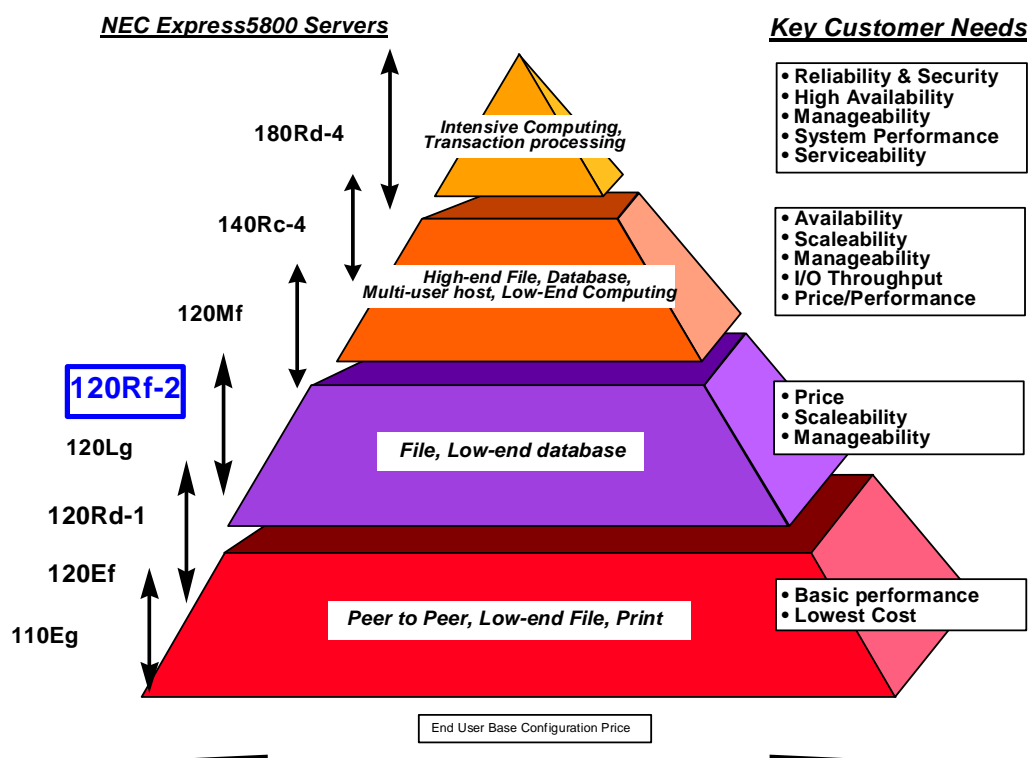 NEC Express5800 Servers
Key Customer Needs
180Rd-4
140Rc-4
120Mf
120Rf-2
120Lg
120Rd-1
120Ef
110Eg
Intensive Computing,
Transaction processing
High-end File, Database,
Multi-user host, Low-End Computing
File, Low-end database
Peer to Peer, Low-end File, Print
• Reliability & Security
• High Availability
• Manageability
• System Performance
• Serviceability
• Availability
• Scaleability
• Manageability
• I/O Throughput
• Price/Performance
• Price
• Scaleability
• Manageability
• Basic performance
• Lowest Cost
End User Base Configuration Price